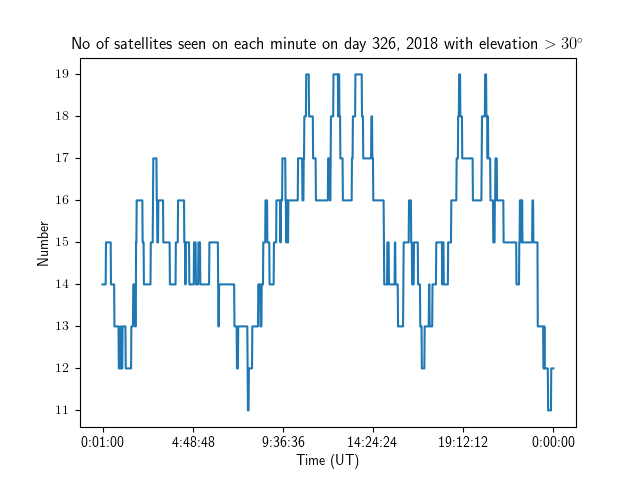 No of satellites seen on each minute on day 326, 2018 with elevation > 30°
19
18
17
16
15
14
13
12
11
Number
0:01:00 4:48:48 9:36:36 14:24:24 19:12:12 0:00:00
Time (UT)